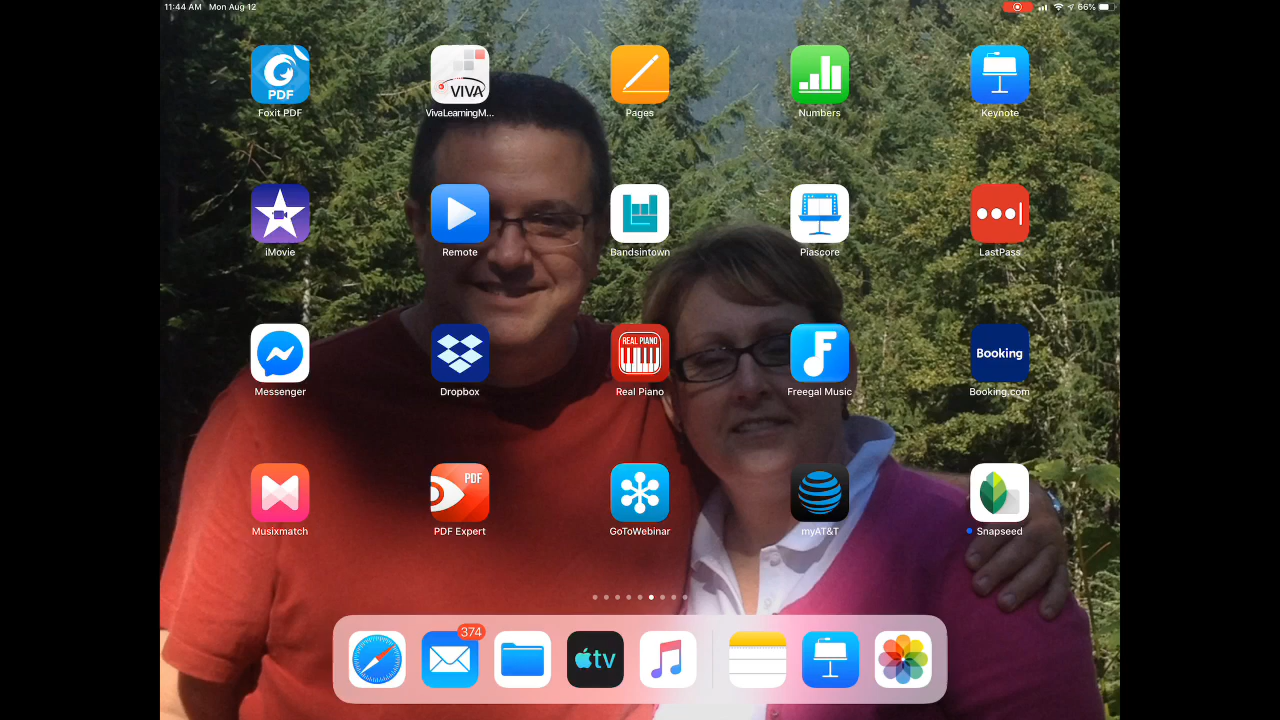 11:44 AM Mon Aug 12
66%
PDF
Foxit PDF
VIVA
VivaLearningM...
Pages
Numbers
Keynote
iMovie
Remote
Bandsintown
Piascore
LastPass
Messenger
Dropbox
REAL PIANO
Real Piano
Freegal Music
Booking
Booking.com
Musixmatch
PDF
PDF Expert
GoToWebinar
myAT&T
Snapseed
374
tv